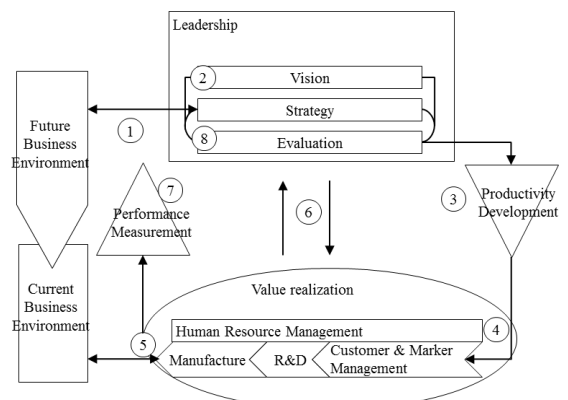 Leadership
2
Vision
Strategy
8
Evaluation
Future
Business
Environment
1
7
Performance
Measurement
6
3
Productivity
Development
Current
Business
Environment
Value realization
Human Resource Management
4
5
Manufacture
R&D
Customer & Marker
Management